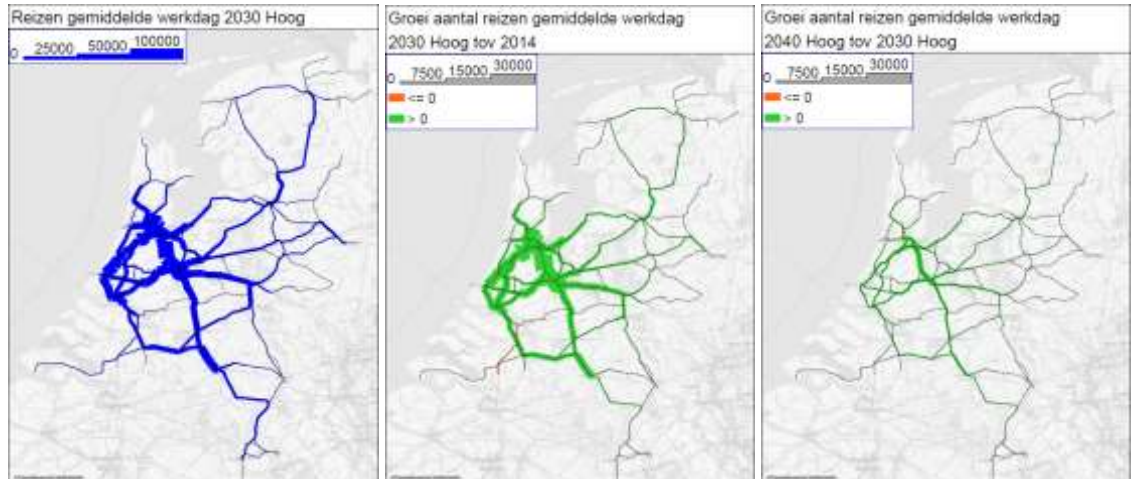 Reizen gemiddelde werkdag 2030 Hoog
0 25000 50000 100000
Groei aantal reizen gemiddelde werkdag
2030 Hoog tov 2014
0 7500 15000 30000
<= 0
> 0
Groei aantal reizen gemiddelde werkdag
2040 Hoog tov 2030 Hoog
0 7500 15000 30000
<= 0
> 0